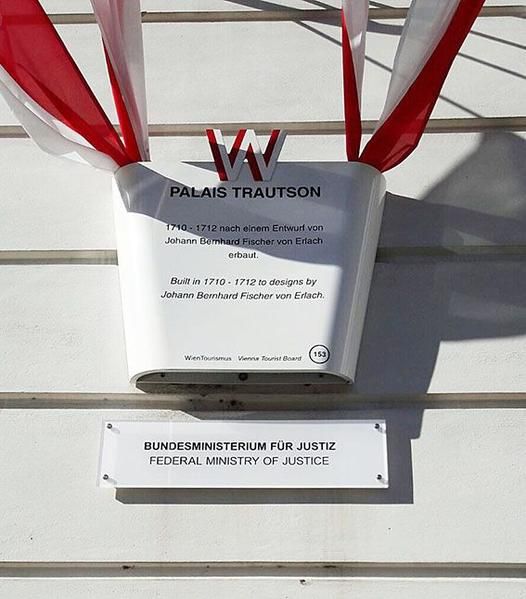 W
PALAIS TRAUTSON
1710 - 1712 nach einem Entwurf von
Johann Bernhard Fischer von Erlach
erbaut.
Built in 1710 - 1712 to designs by
Johann Bernhard Fischer von Erlach.
WienTourismus Vienna Tourist Board 153
BUNDESMINISTERIUM FÜR JUSTIZ
FEDERAL MINISTRY OF JUSTICE